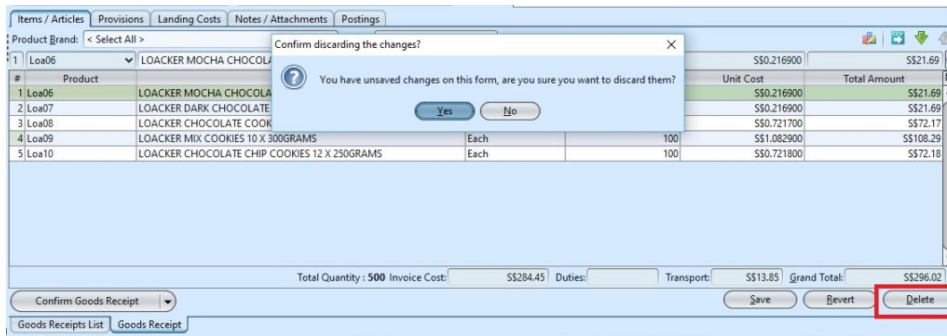 Items / Articles Provisions Landing Costs Notes / Attachments Postings
Product Brand: < Select All >
Confirm discarding the changes?
1 Loa06 LOACKER MOCHA CHOCOLA S$0.216900 S$21.69
You have unsaved changes on this form, are you sure you want to discard them?
Yes No
# Product Unit Cost Total Amount
1 Loa06 LOACKER MOCHA CHOCOLA S$0.216900 S$21.69
2 Loa07 LOACKER DARK CHOCOLATE S$0.216900 S$21.69
3 Loa08 LOACKER CHOCOLATE COOK S$0.721700 S$72.17
4 Loa09 LOACKER MIX COOKIES 10 X 300GRAMS Each 100 S$1.082900 S$108.29
5 Loa10 LOACKER CHOCOLATE CHIP COOKIES 12 X 250GRAMS Each 100 S$0.721800 S$72.18
Total Quantity : 500 Invoice Cost: S$284.45 Duties: Transport: S$13.85 Grand Total: S$296.02
Confirm Goods Receipt Save Revert Delete
Goods Receipts List Goods Receipt